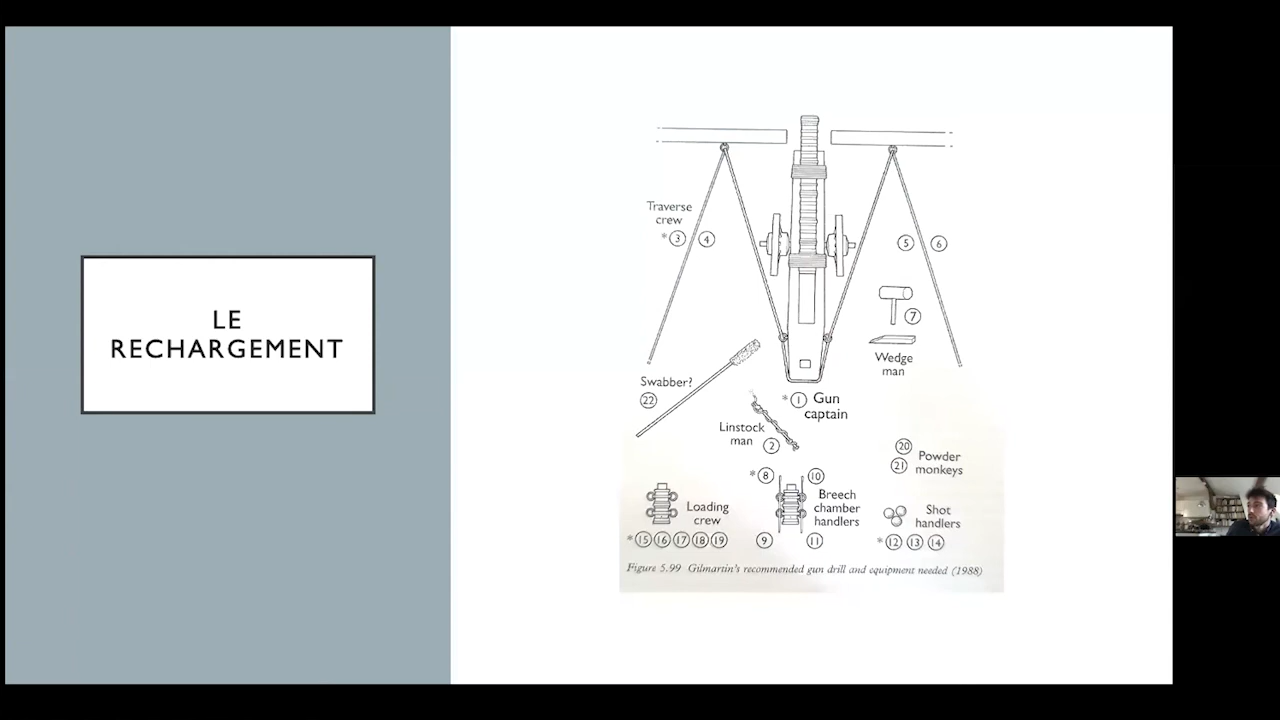 LE
RECHARGEMENT
Traverse
crew
* 3 4
5 6
7
Wedge
man
Swabber?
22
* 1 Gun
captain
Linstock
man 2
20
21
Powder
monkeys
* 8 10
Breech
chamber
handlers
9 11
Loading
crew
* 15 16 17 18 19
Shot
handlers
* 12 13 14
Figure 5.99 Gilmartin's recommended gun drill and equipment needed (1988)